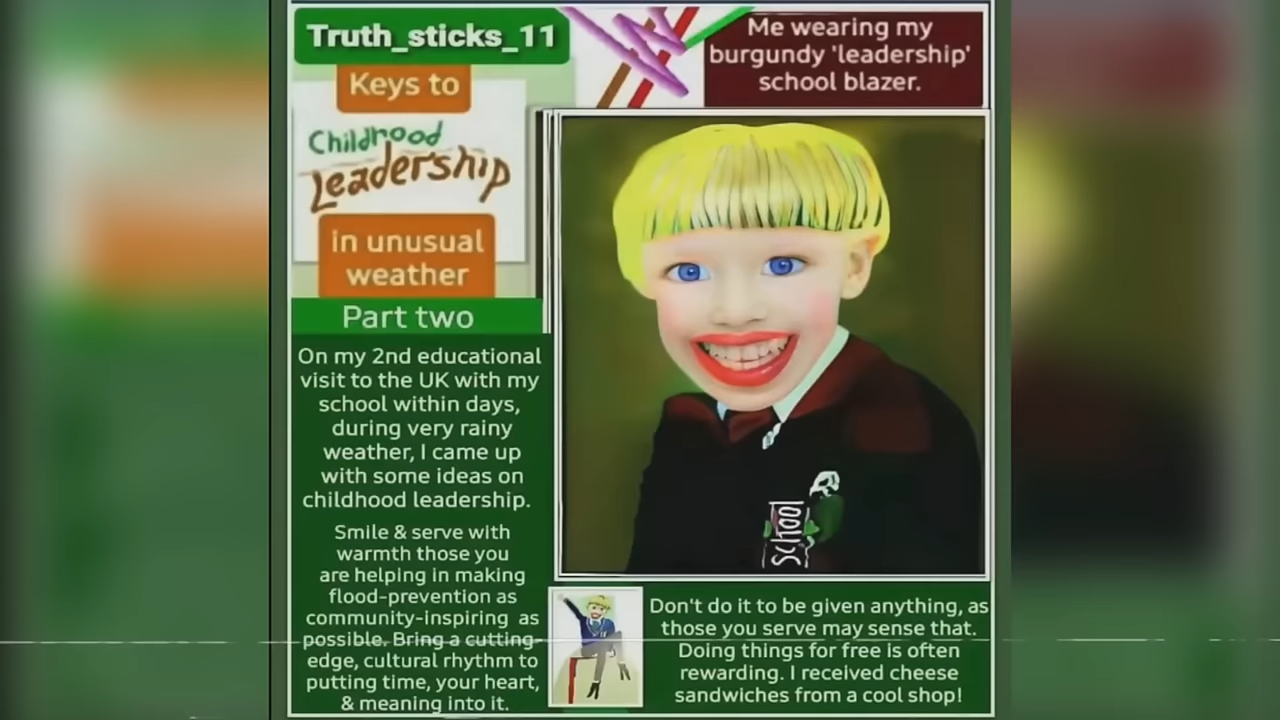 Truth_sticks_11
Keys to
Childhood
Leadership
in unusual
weather
Part two
On my 2nd educational
visit to the UK with my
school within days,
during very rainy
weather, I came up
with some ideas on
childhood leadership.
Smile & serve with
warmth those you
are helping in making
flood-prevention as
community-inspiring as
possible. Bring a cutting-
edge, cultural rhythm to
putting time, your heart,
& meaning into it.
Me wearing my
burgundy 'leadership'
school blazer.
School
Don't do it to be given anything, as
those you serve may sense that.
Doing things for free is often
rewarding. I received cheese
sandwiches from a cool shop!